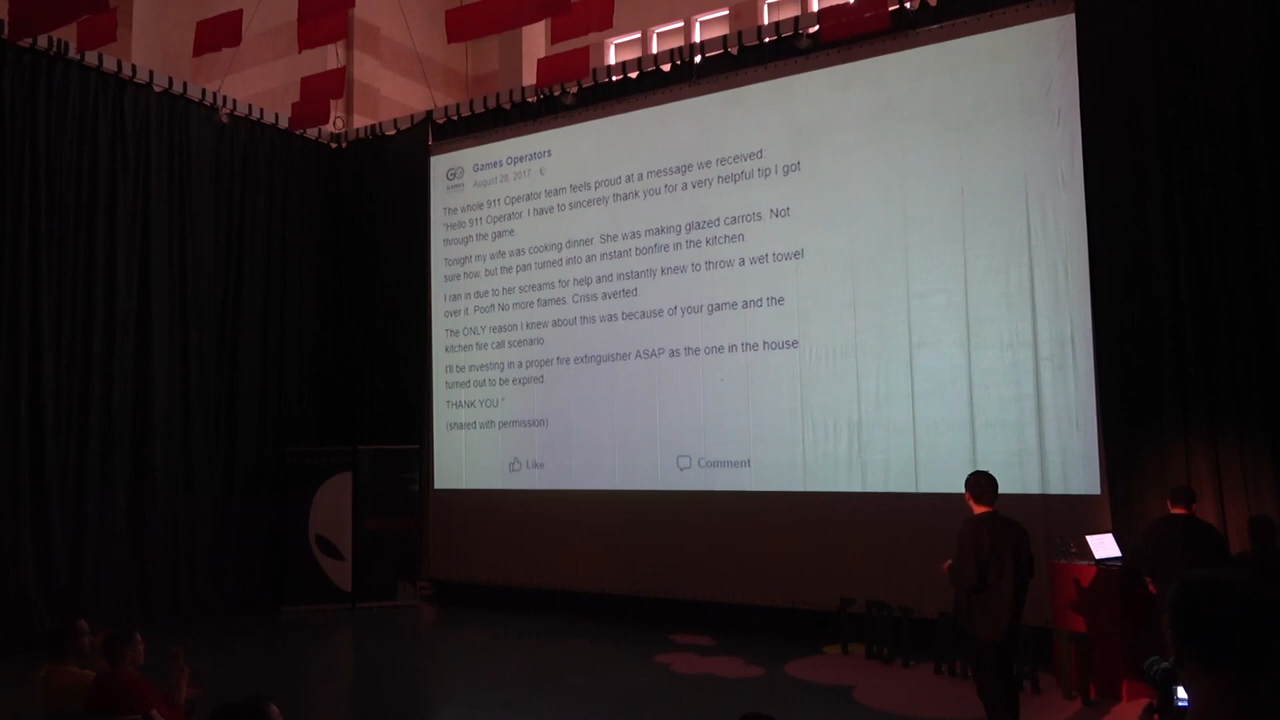 Games Operators
August 28, 2017
GO
GAMES
The whole 911 Operator team feels proud at a message we received:
"Hello 911 Operator. I have to sincerely thank you for a very helpful tip I got
through the game.
Tonight my wife was cooking dinner. She was making glazed carrots. Not
sure how, but the pan turned into an instant bonfire in the kitchen.
I ran in due to her screams for help and instantly knew to throw a wet towel
over it. Poof! No more flames. Crisis averted.
The ONLY reason I knew about this was because of your game and the
kitchen fire call scenario.
I'll be investing in a proper fire extinguisher ASAP as the one in the house
turned out to be expired.
THANK YOU."
(shared with permission)
Like
Comment